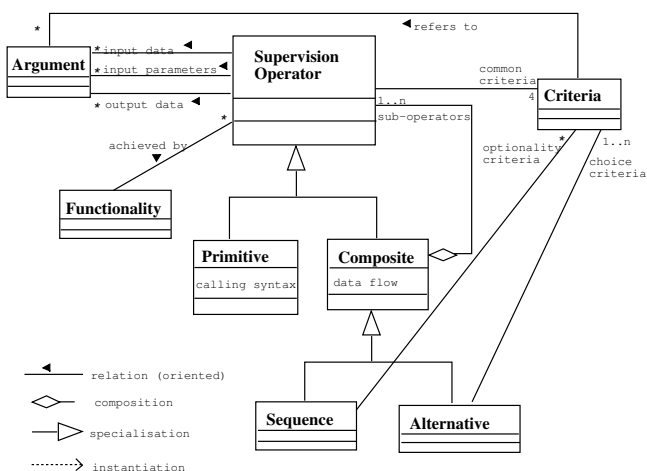 *
refers to
Argument
* input data
* input parameters
* output data
Supervision
Operator
*
1..n
sub-operators
common
criteria
4
Criteria
*
1..n
optionality
criteria
choice
criteria
achieved by
Functionality
Primitive
calling syntax
Composite
data flow
Sequence
Alternative
relation (oriented)
composition
specialisation
instantiation